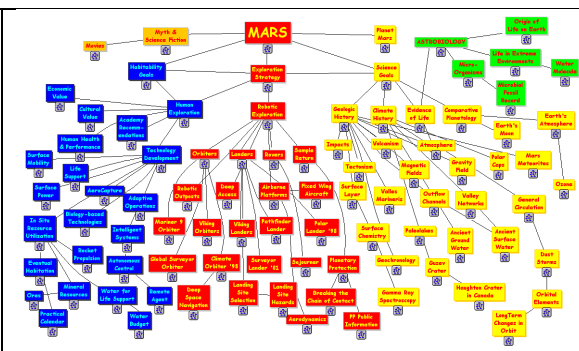 MARS
Myth &
Science Fiction
Movies
Planet
Mars
Habitability
Goals
Exploration
Strategy
Science
Goals
ASTROBIOLOGY
Origin of
Life on Earth
Life in Extreme
Environments
Water
Molecule
Micro-
Organisms
Microbial
Fossil
Record
Economic
Value
Cultural
Value
Academy
Recomm-
endations
Human
Exploration
Human Health
& Performance
Robotic
Exploration
Geologic
History
Climate
History
Evidence
of Life
Comparative
Planetology
Earth's
Moon
Earth's
Atmosphere
Surface
Mobility
Life
Support
Technology
Development
Surface
Power
AeroCapture
Adaptive
Operations
Biology-based
Technologies
Intelligent
Systems
In Situ
Resource
Utilization
Orbiters
Landers
Rovers
Sample
Return
Robotic
Outposts
Deep
Access
Airborne
Platforms
Fixed Wing
Aircraft
Impacts
Volcanism
Atmosphere
Tectonism
Magnetic
Fields
Gravity
Field
Polar
Caps
Mars
Meteorites
Ozone
Surface
Layer
Valles
Marineris
Outflow
Channels
Valley
Networks
General
Circulation
Mariner 9
Orbiter
Viking
Orbiters
Viking
Landers
Pathfinder
Lander
Polar
Lander '98
Paleolakes
Ancient
Ground
Water
Ancient
Surface
Water
Eventual
Habitation
Rocket
Propulsion
Autonomous
Control
Global Surveyor
Orbiter
Climate
Orbiter '98
Surveyor
Lander '01
Sojourner
Planetary
Protection
Surface
Chemistry
Geochronology
Gusev
Crater
Dust
Storms
Ores
Mineral
Resources
Water for
Life Support
Remote
Agent
Practical
Calendar
Water
Budget
Deep
Space
Navigation
Landing
Site
Selection
Landing
Site
Hazards
Breaking the
Chain of Contact
Aerodynamics
PP Public
Information
Gamma Ray
Spectroscopy
Haughton Crater
in Canada
Orbital
Elements
LongTerm
Changes in
Orbit